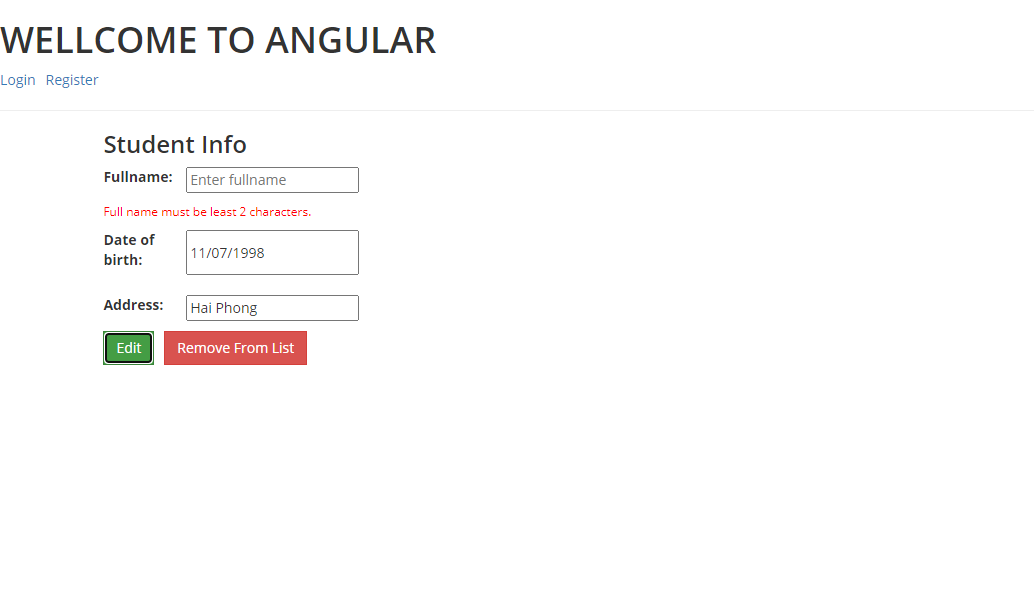 WELLCOME TO ANGULAR
Login Register
Student Info
Fullname: Enter fullname
Full name must be least 2 characters.
Date of
birth: 11/07/1998
Address: Hai Phong
Edit Remove From List